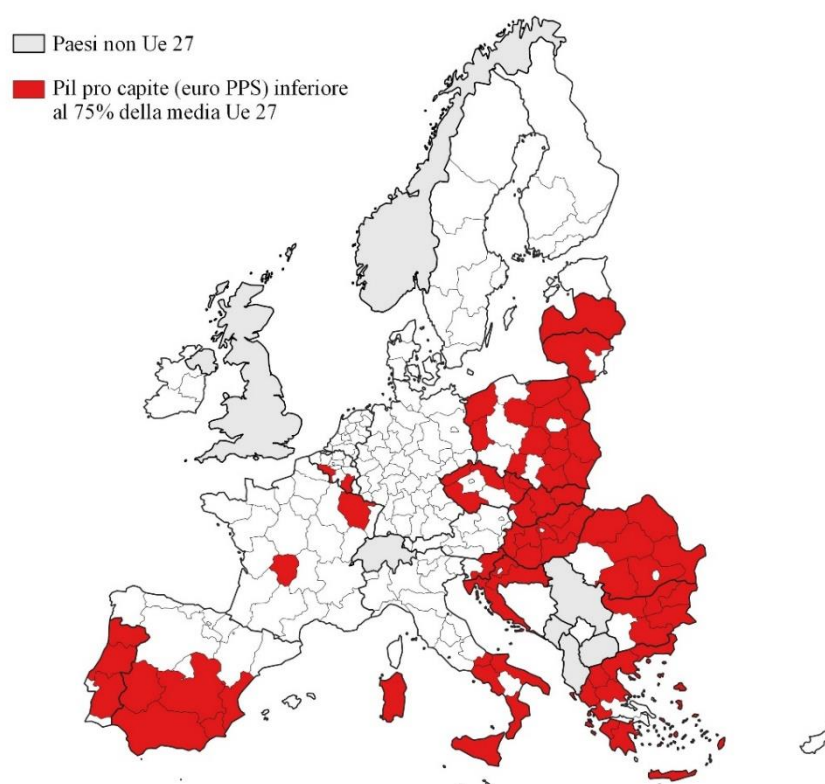 Paesi non Ue 27
Pil pro capite (euro PPS) inferiore
al 75% della media Ue 27